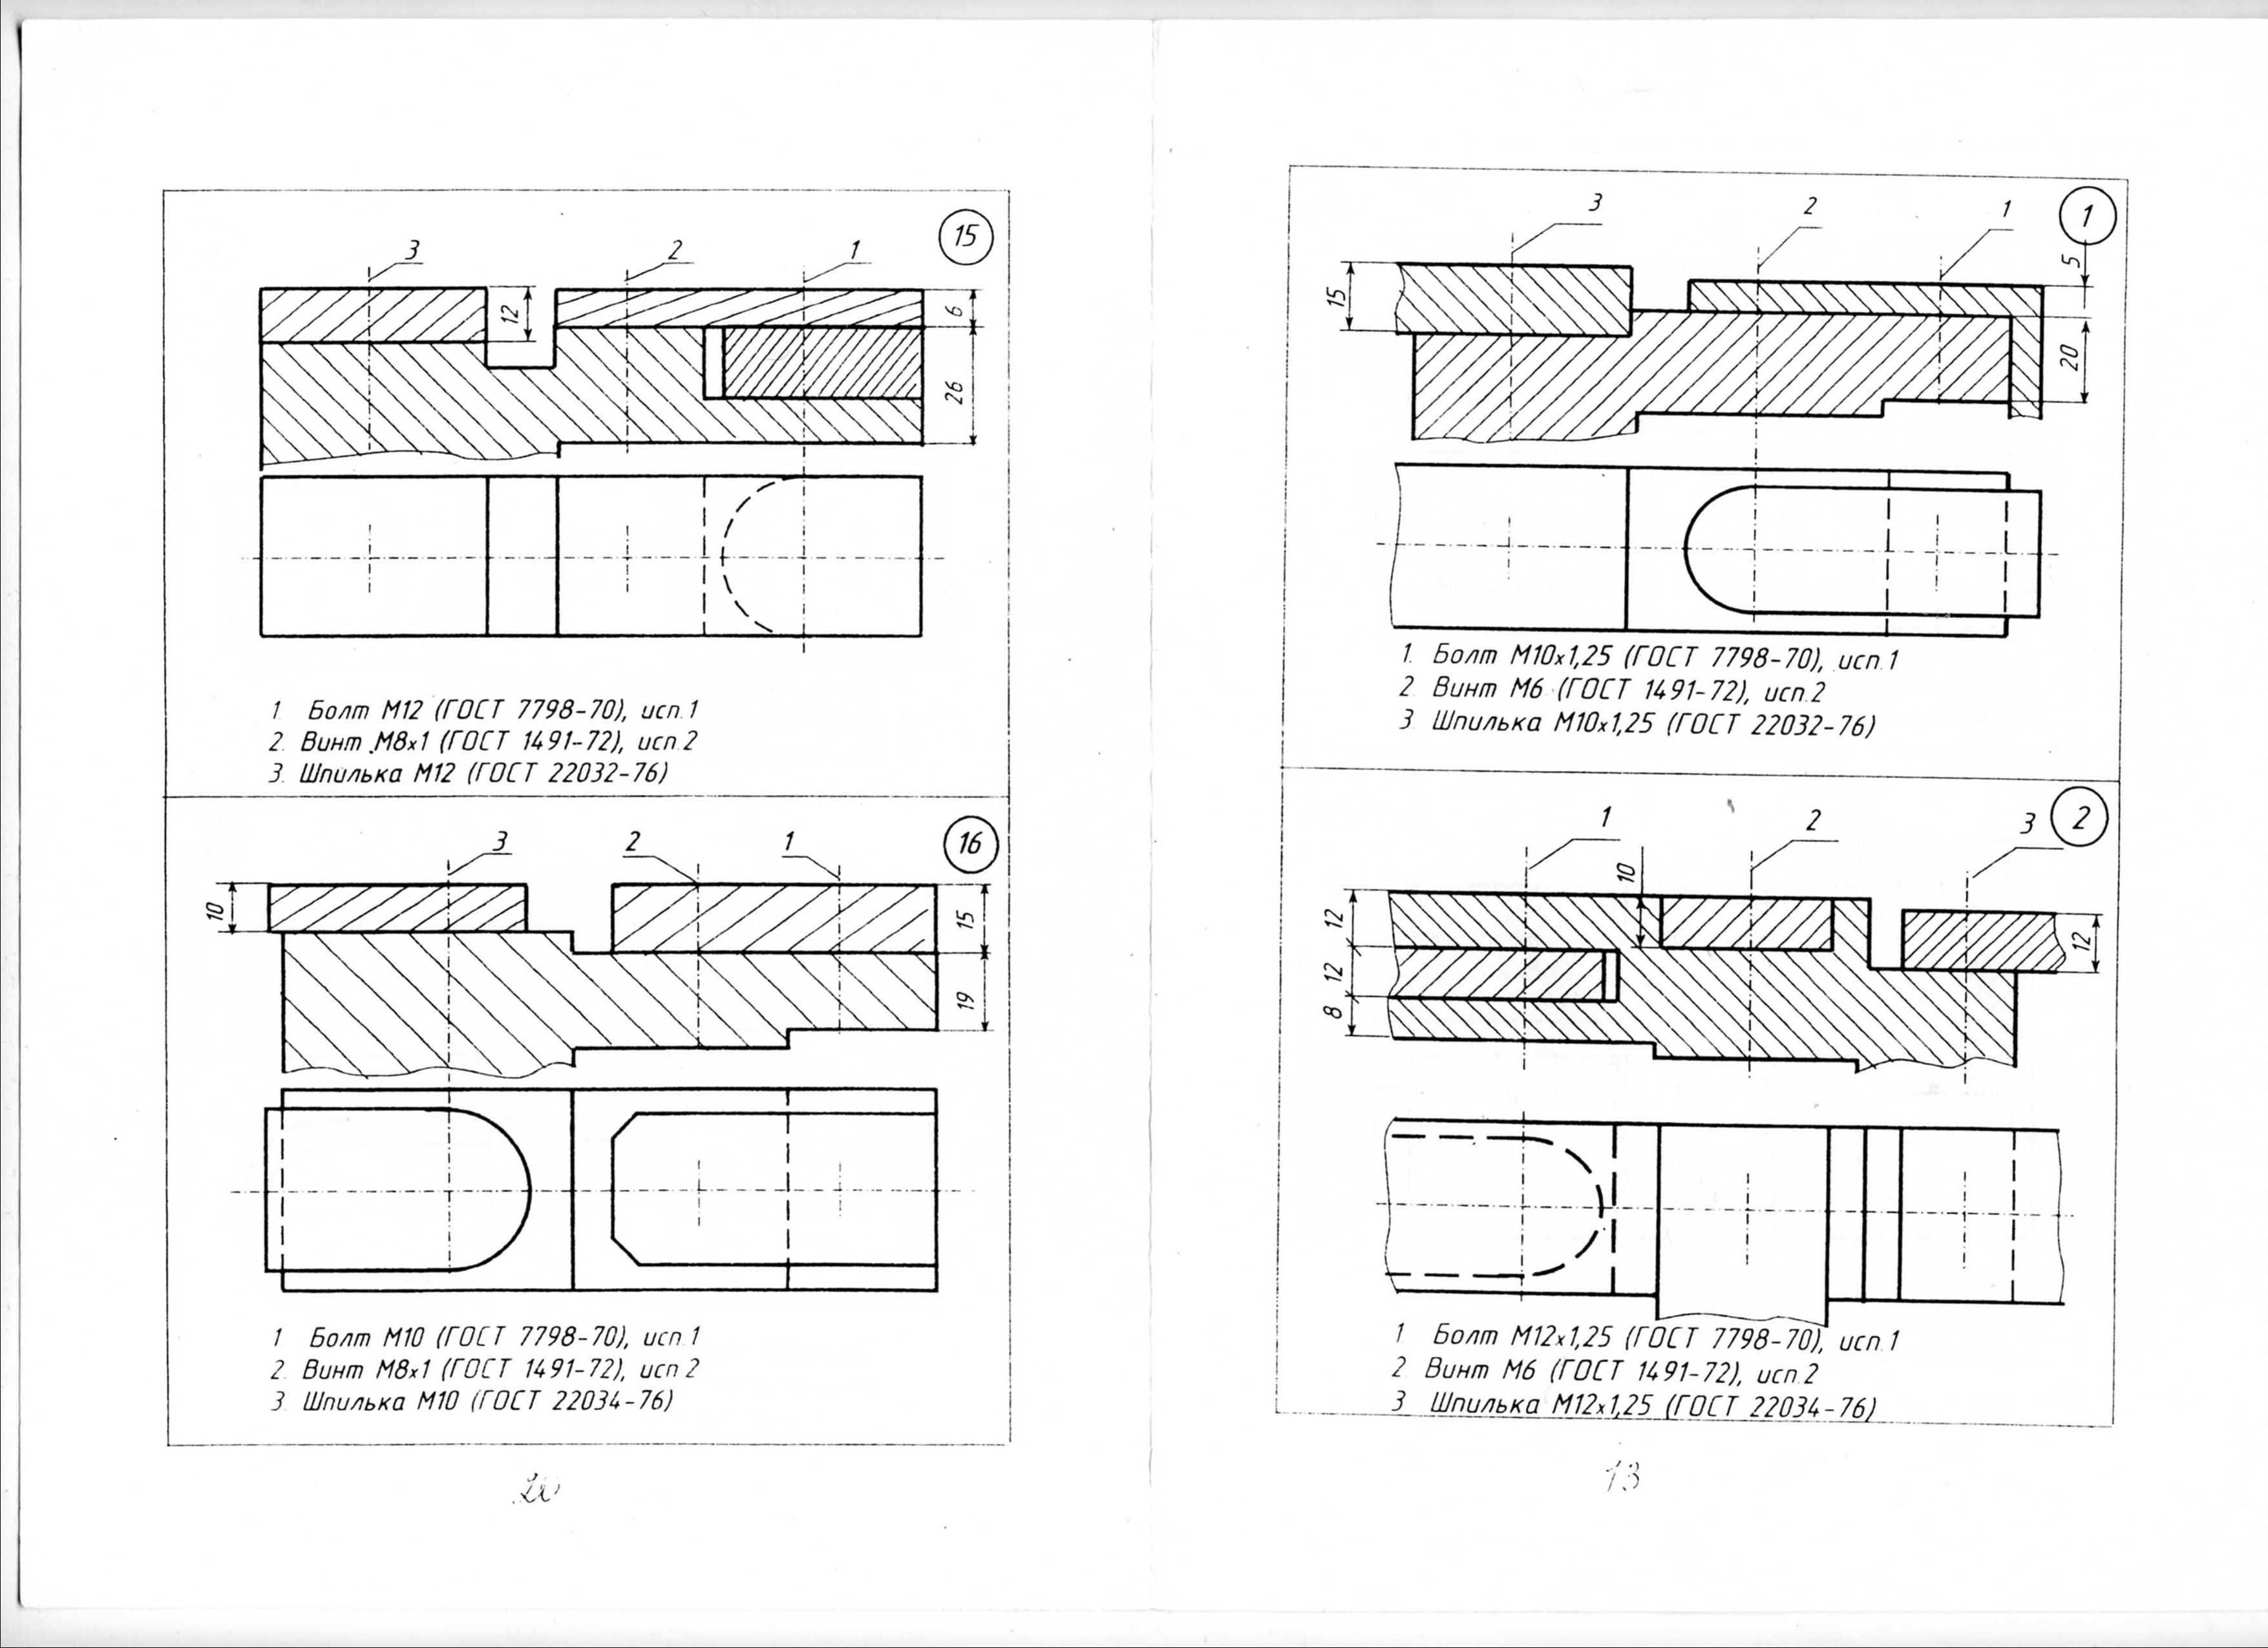 15
3 2 1
12
6
26
1 Болт М12 (ГОСТ 7798-70), исп.1
2. Винт М8х1 (ГОСТ 1491-72), исп.2
3. Шпилька М12 (ГОСТ 22032-76)
16
3 2 1
10
15
19
1 Болт М10 (ГОСТ 7798-70), исп.1
2. Винт М8х1 (ГОСТ 1491-72), исп 2
3 Шпилька М10 (ГОСТ 22034-76)
20
1
3 2 1
5
15
20
1. Болт М10х1,25 (ГОСТ 7798-70), исп.1
2 Винт М6 (ГОСТ 1491-72), исп.2
3 Шпилька М10х1,25 (ГОСТ 22032-76)
2
1 2 3
10
12
12
8
12
1 Болт М12х1,25 (ГОСТ 7798-70), исп.1
2 Винт М6 (ГОСТ 1491-72), исп.2
3 Шпилька М12х1,25 (ГОСТ 22034-76)
13